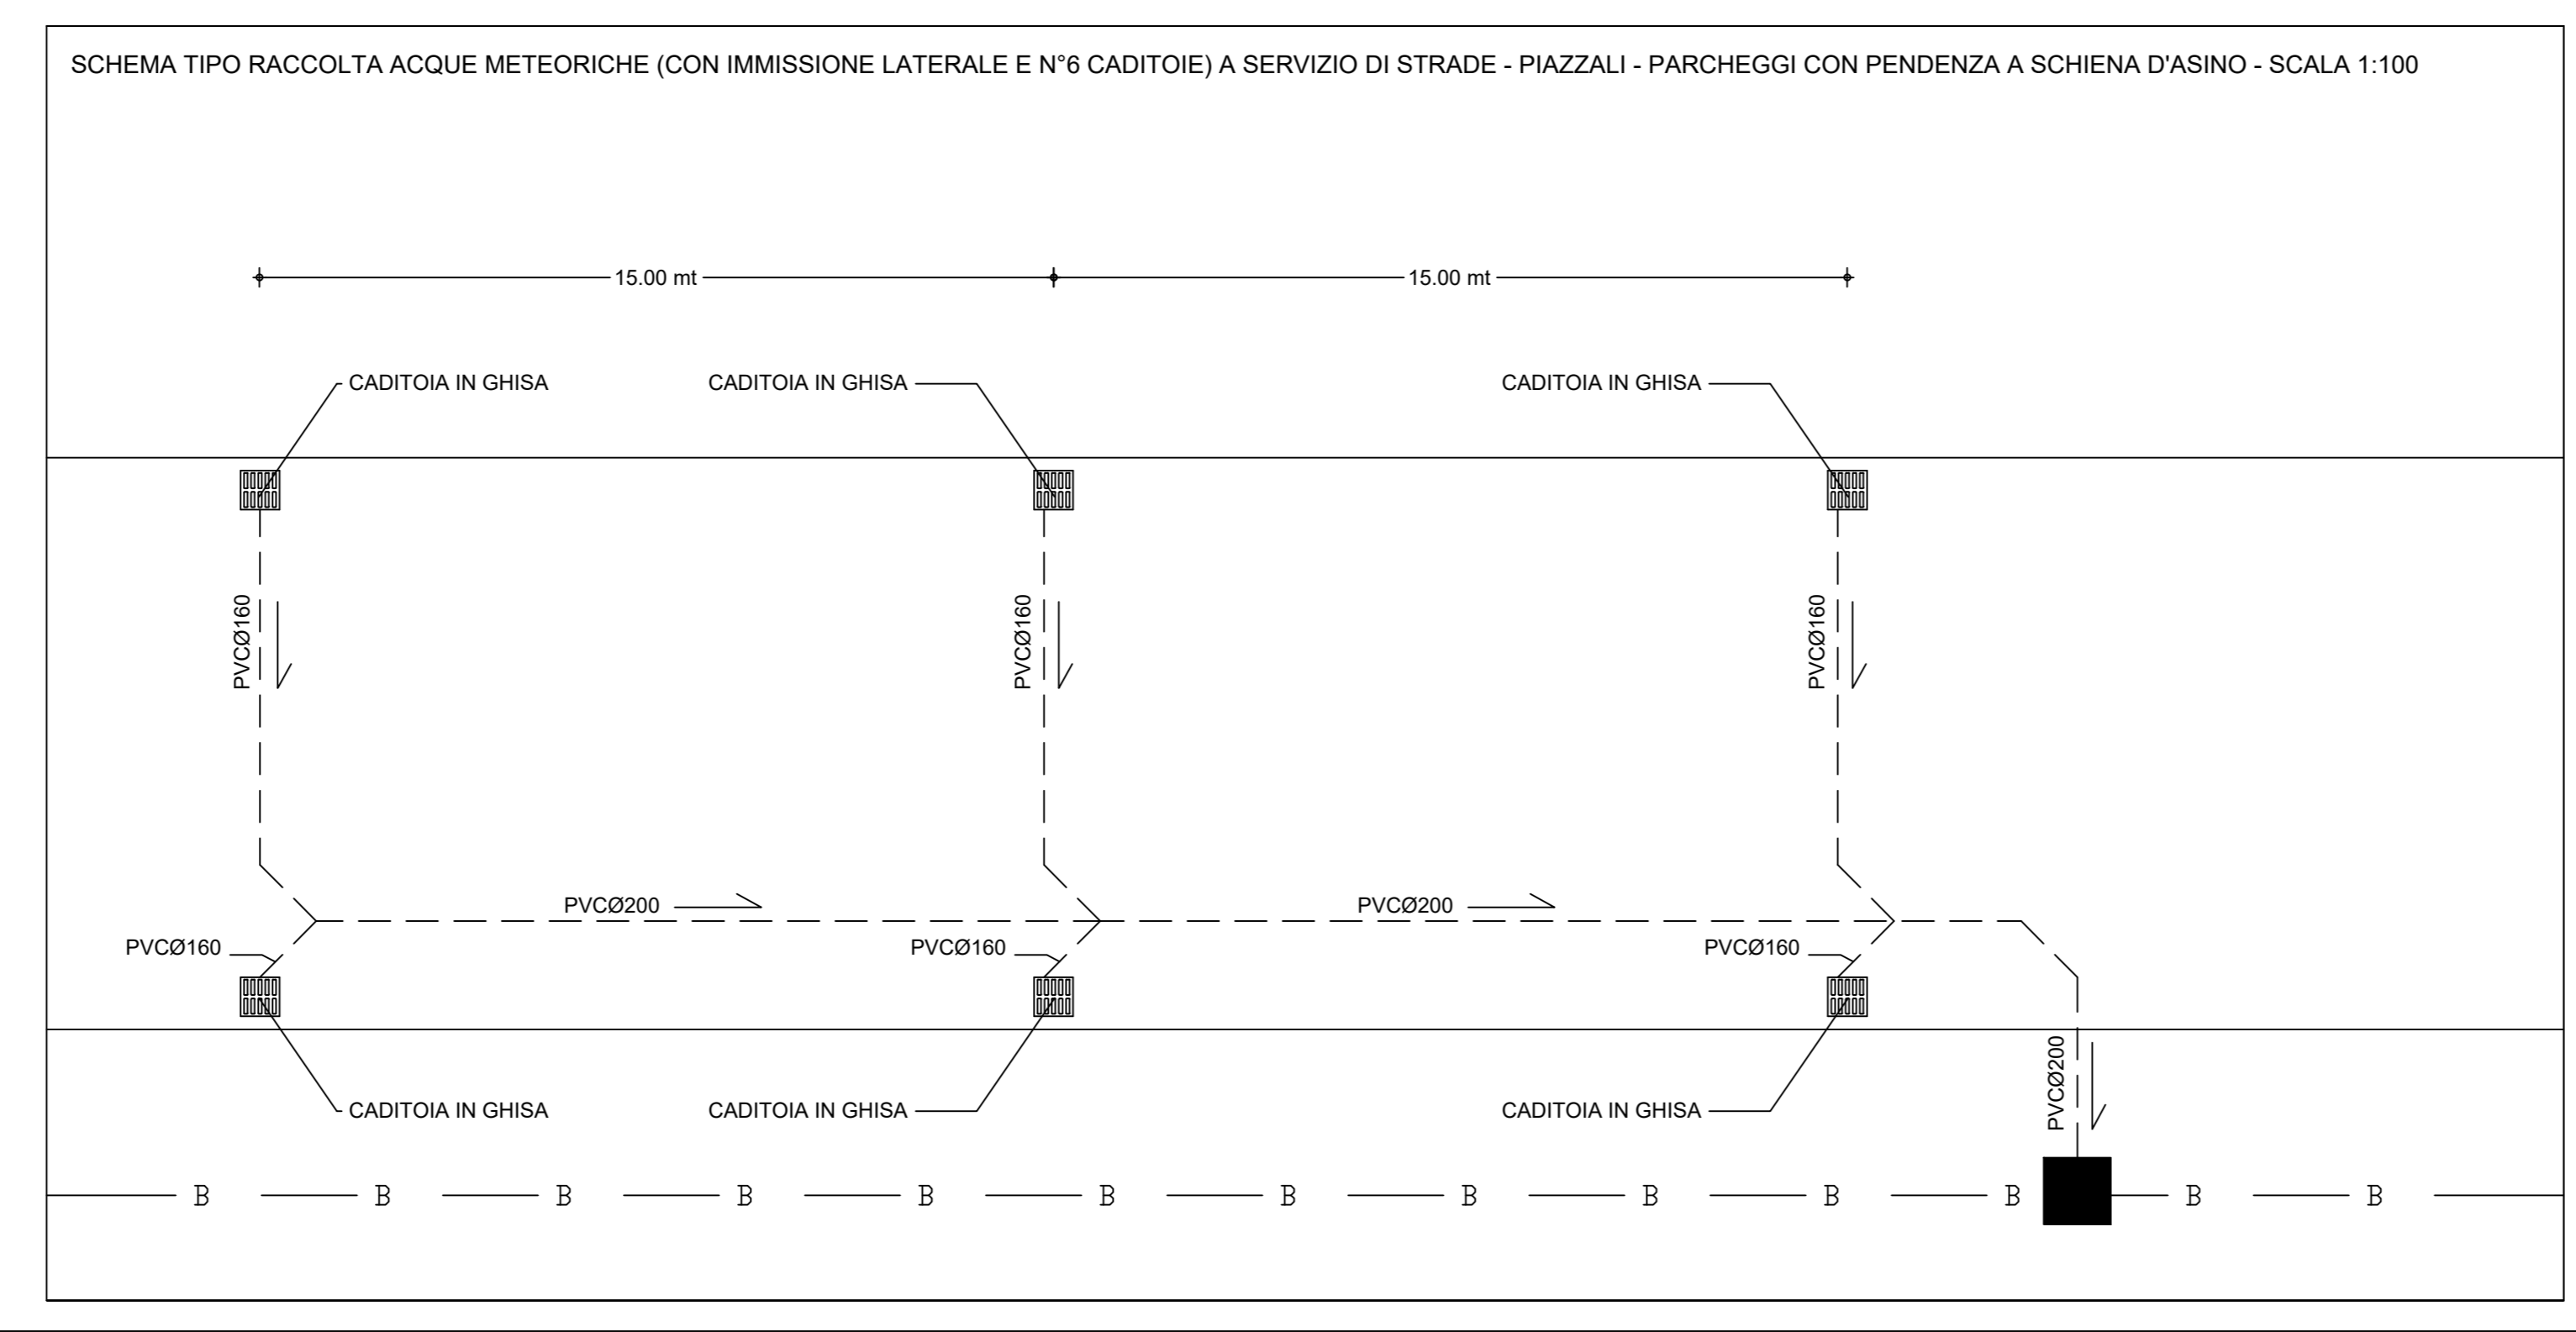 SCHEMA TIPO RACCOLTA ACQUE METEORICHE (CON IMMISSIONE LATERALE E N°6 CADITOIE) A SERVIZIO DI STRADE - PIAZZALI - PARCHEGGI CON PENDENZA A SCHIENA D'ASINO - SCALA 1:100
15.00 mt 15.00 mt
CADITOIA IN GHISA CADITOIA IN GHISA CADITOIA IN GHISA
PVCØ160 PVCØ160 PVCØ160
PVCØ200 PVCØ200
PVCØ160 PVCØ160 PVCØ160
PVCØ200
CADITOIA IN GHISA CADITOIA IN GHISA CADITOIA IN GHISA
B B B B B B B B B B B B B